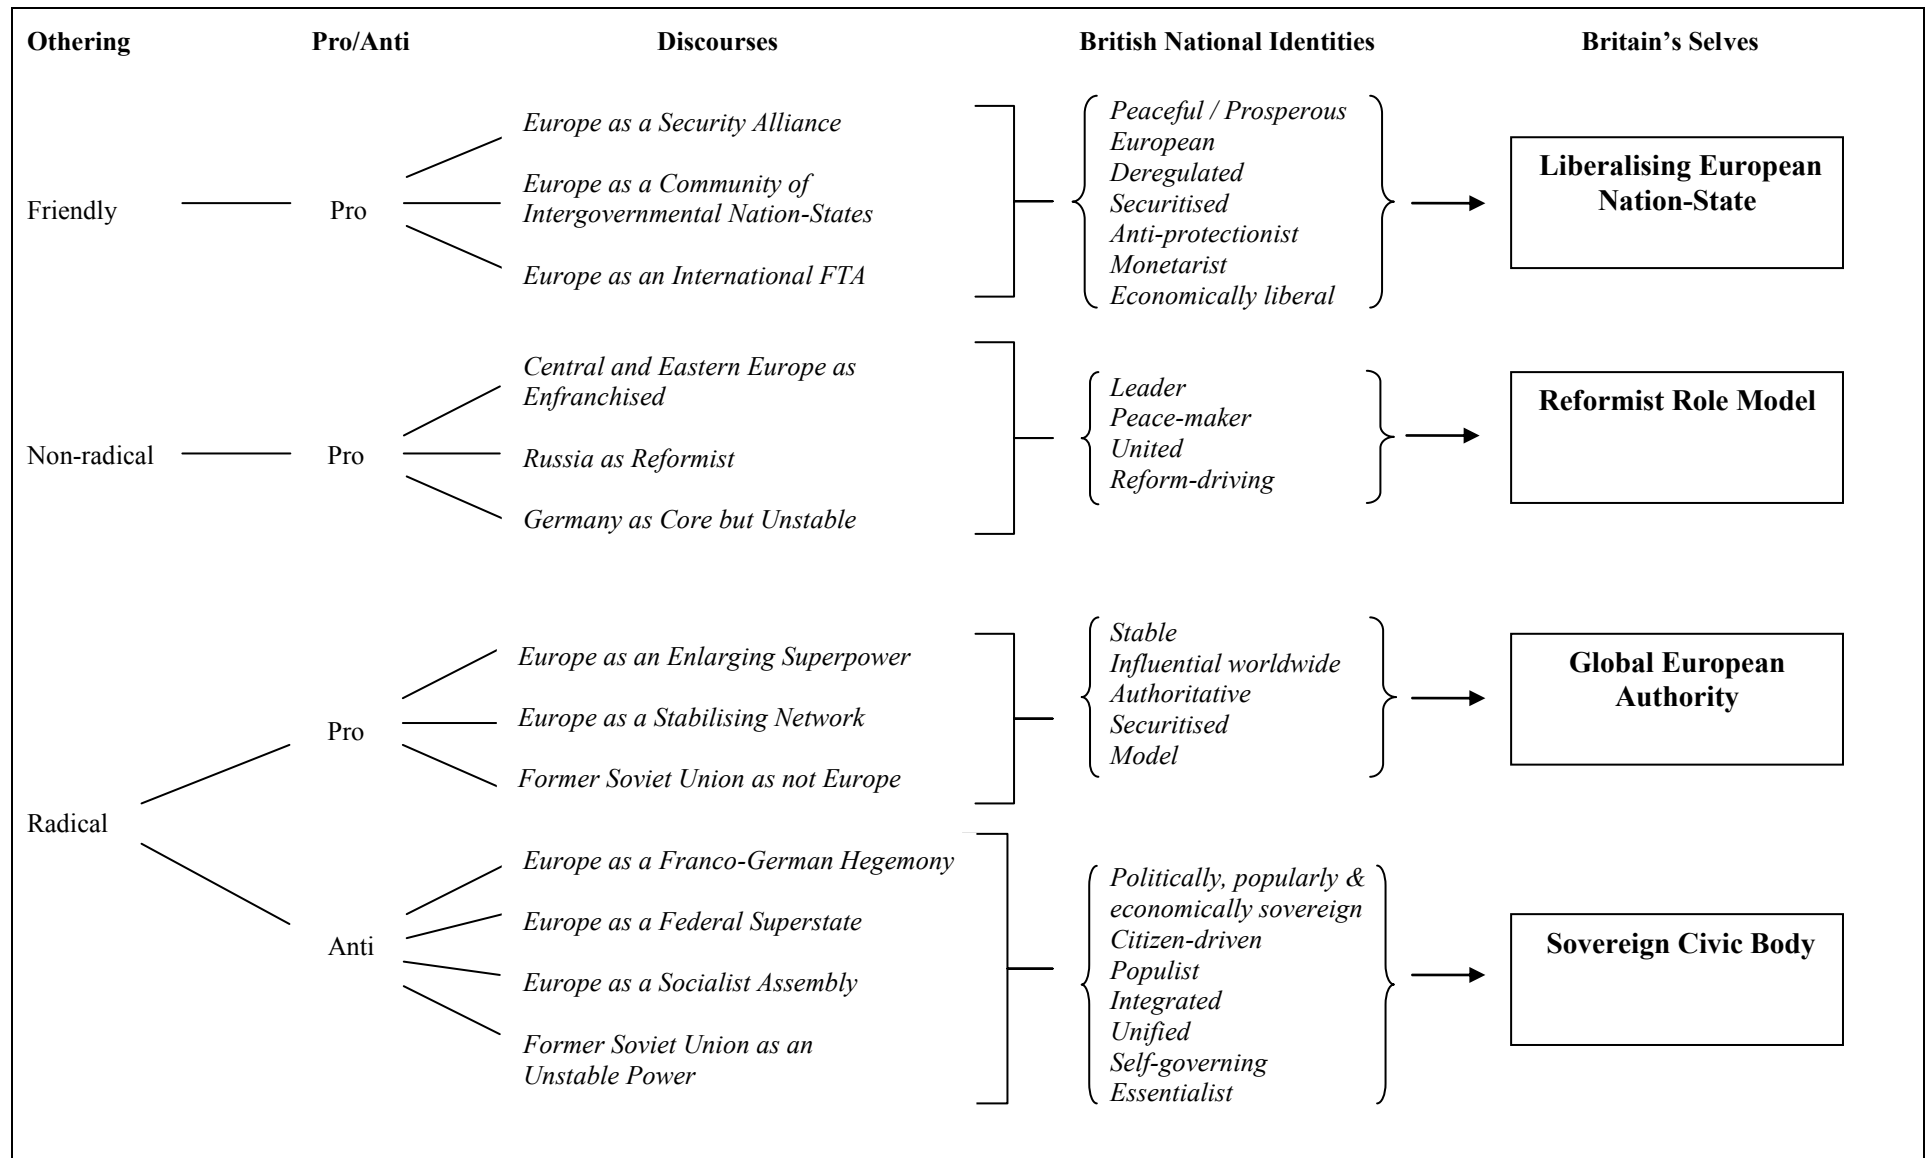 Othering Pro/Anti Discourses British National Identities Britain's Selves
Friendly
Pro
Europe as a Security Alliance
Europe as a Community of
Intergovernmental Nation-States
Europe as an International FTA
Peaceful / Prosperous
European
Deregulated
Securitised
Anti-protectionist
Monetarist
Economically liberal
Liberalising European
Nation-State
Non-radical
Pro
Central and Eastern Europe as
Enfranchised
Russia as Reformist
Germany as Core but Unstable
Leader
Peace-maker
United
Reform-driving
Reformist Role Model
Radical
Pro
Europe as an Enlarging Superpower
Europe as a Stabilising Network
Former Soviet Union as not Europe
Stable
Influential worldwide
Authoritative
Securitised
Model
Global European
Authority
Anti
Europe as a Franco-German Hegemony
Europe as a Federal Superstate
Europe as a Socialist Assembly
Former Soviet Union as an
Unstable Power
Politically, popularly &
economically sovereign
Citizen-driven
Populist
Integrated
Unified
Self-governing
Essentialist
Sovereign Civic Body